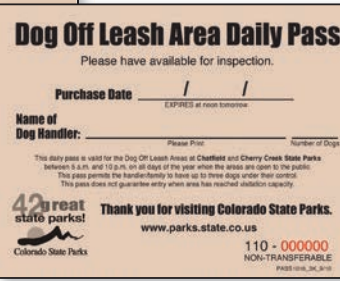 Dog Off Leash Area Daily Pass
Please have available for inspection.
Purchase Date / /
EXPIRES at noon tomorrow
Name of
Dog Handler:
Please Print Number of Dogs
This daily pass is valid for the Dog Off Leash Areas at Chatfield and Cherry Creek State Parks
between 5 a.m. and 10 p.m. on all days of the year when the areas are open to the public.
This pass permits the handler/family to have up to three dogs under their control.
This pass does not guarantee entry when area has reached visitation capacity.
42 great
state parks!
Colorado State Parks
Thank you for visiting Colorado State Parks.
www.parks.state.co.us
110 - 000000
NON-TRANSFERABLE